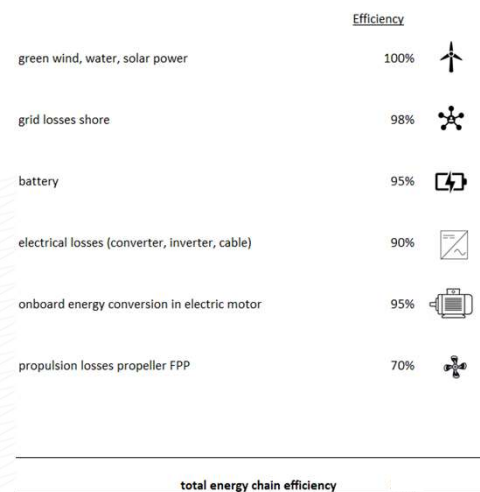 Efficiency
green wind, water, solar power 100%
grid losses shore 98%
battery 95%
electrical losses (converter, inverter, cable) 90%
onboard energy conversion in electric motor 95%
propulsion losses propeller FPP 70%
total energy chain efficiency